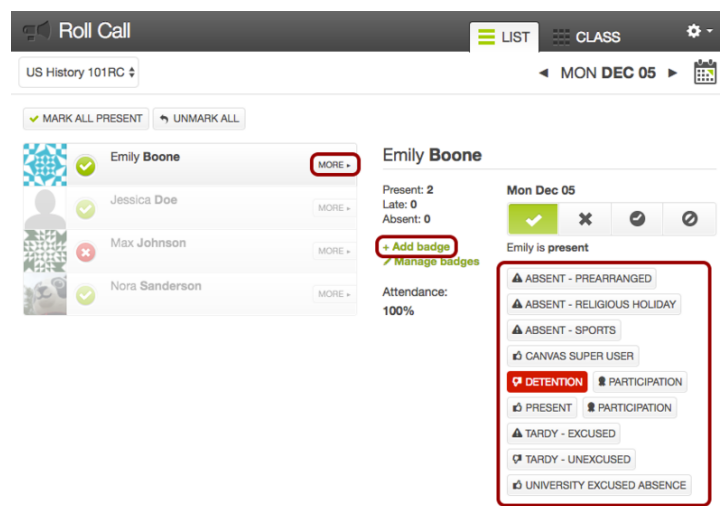 Roll Call
LIST
CLASS
US History 101RC
MON DEC 05
MARK ALL PRESENT
UNMARK ALL
Emily Boone
MORE
Jessica Doe
MORE
Max Johnson
MORE
Nora Sanderson
MORE
Emily Boone
Present: 2
Late: 0
Absent: 0
+ Add badge
Manage badges
Attendance:
100%
Mon Dec 05
Emily is present
ABSENT - PREARRANGED
ABSENT - RELIGIOUS HOLIDAY
ABSENT - SPORTS
CANVAS SUPER USER
DETENTION PARTICIPATION
PRESENT PARTICIPATION
TARDY - EXCUSED
TARDY - UNEXCUSED
UNIVERSITY EXCUSED ABSENCE